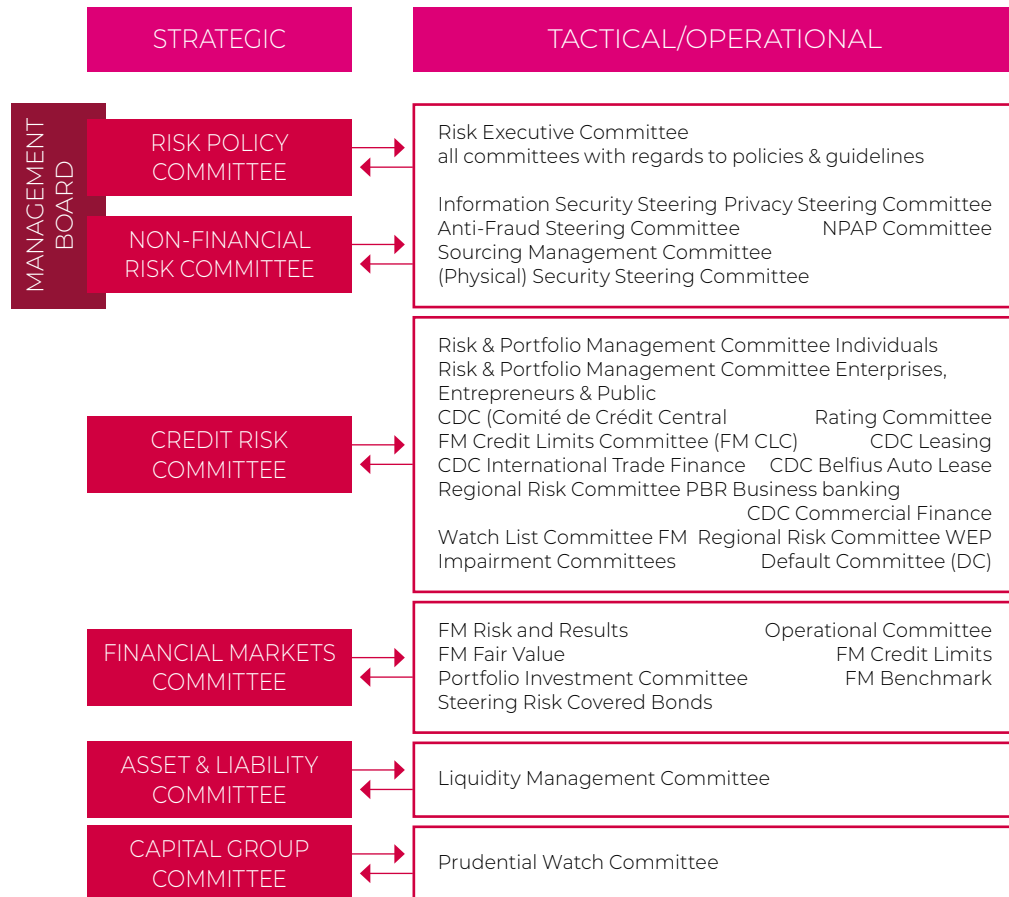 STRATEGIC
TACTICAL/OPERATIONAL
MANAGEMENT
BOARD
RISK POLICY
COMMITTEE
Risk Executive Committee
all committees with regards to policies & guidelines
NON-FINANCIAL
RISK COMMITTEE
Information Security Steering Privacy Steering Committee
Anti-Fraud Steering Committee NPAP Committee
Sourcing Management Committee
(Physical) Security Steering Committee
CREDIT RISK
COMMITTEE
Risk & Portfolio Management Committee Individuals
Risk & Portfolio Management Committee Enterprises,
Entrepreneurs & Public
CDC (Comité de Crédit Central Rating Committee
FM Credit Limits Committee (FM CLC) CDC Leasing
CDC International Trade Finance CDC Belfius Auto Lease
Regional Risk Committee PBR Business banking
CDC Commercial Finance
Watch List Committee FM Regional Risk Committee WEP
Impairment Committees Default Committee (DC)
FINANCIAL MARKETS
COMMITTEE
FM Risk and Results Operational Committee
FM Fair Value FM Credit Limits
Portfolio Investment Committee FM Benchmark
Steering Risk Covered Bonds
ASSET & LIABILITY
COMMITTEE
Liquidity Management Committee
CAPITAL GROUP
COMMITTEE
Prudential Watch Committee